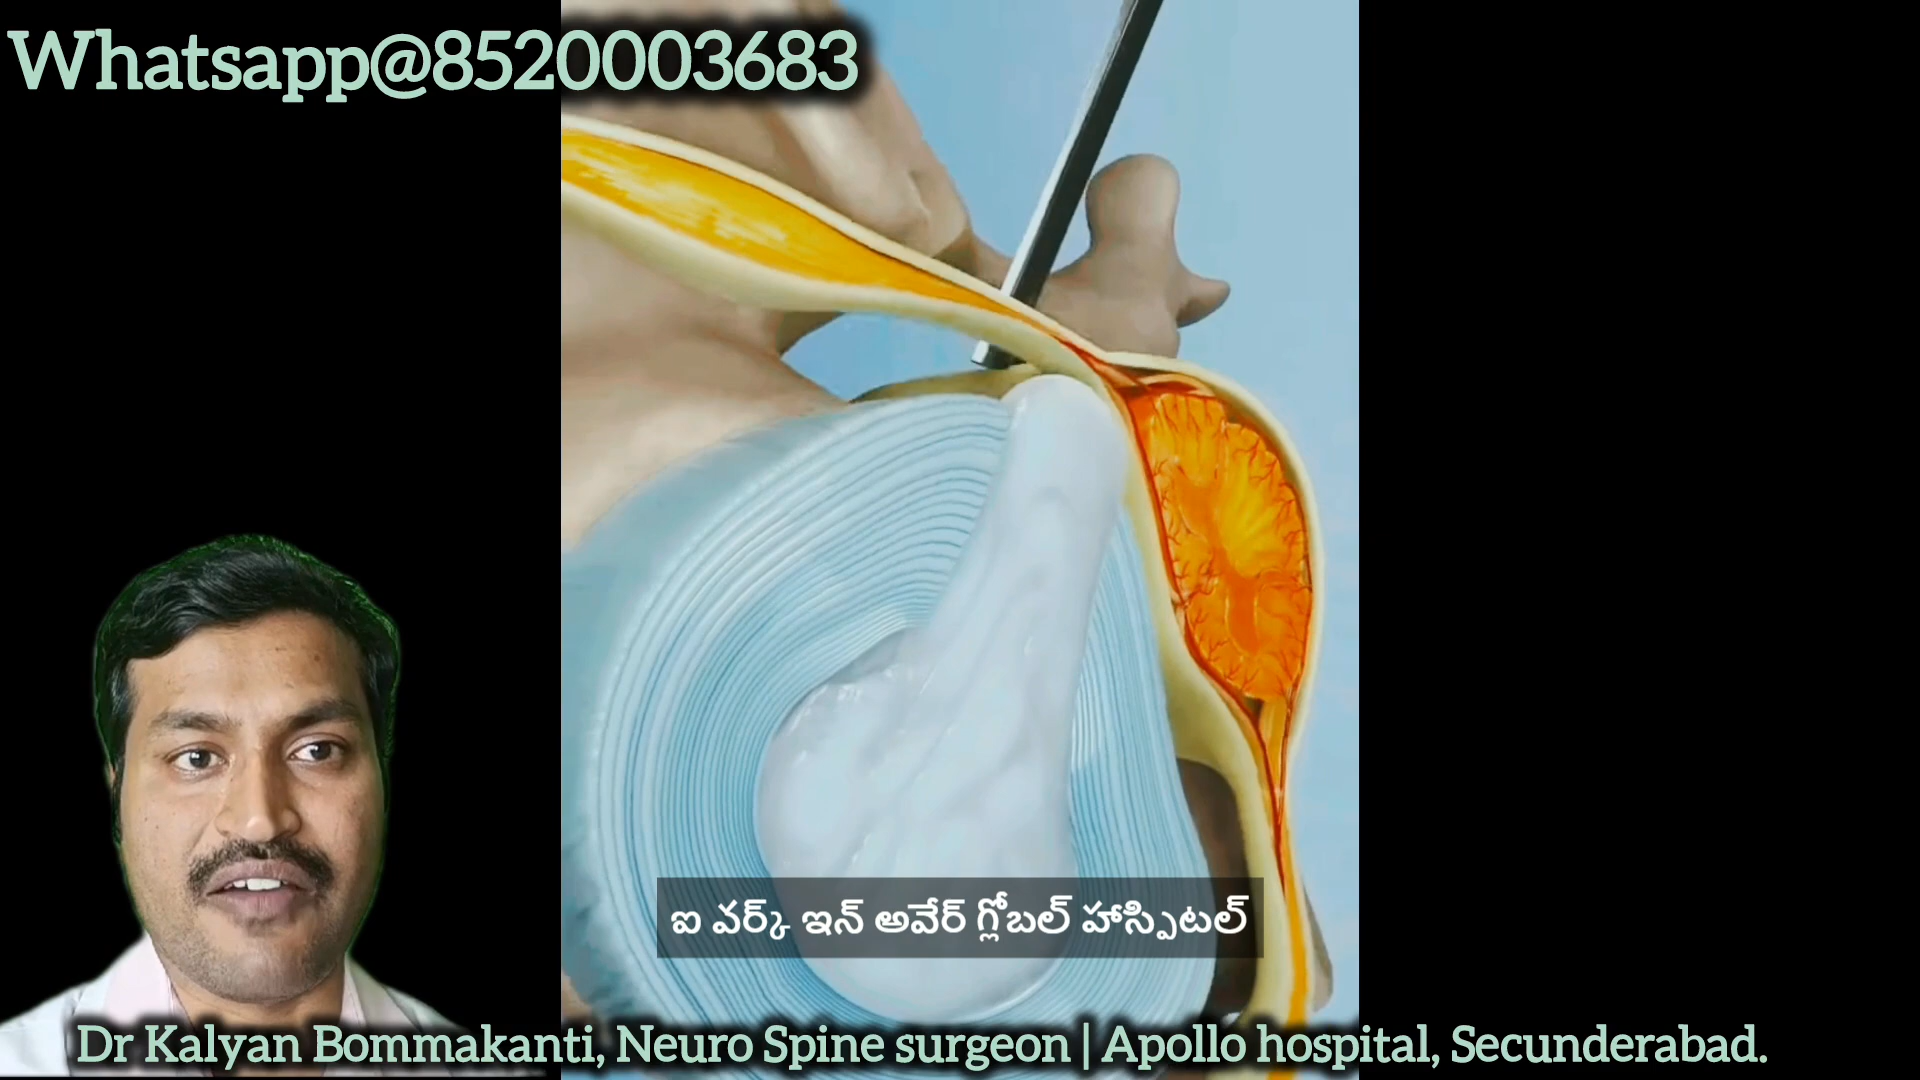 Whatsapp@8520003683
ఐ వర్క్ ఇన్ అవేర్ గ్లోబల్ హాస్పిటల్
Dr Kalyan Bommakanti, Neuro Spine surgeon | Apollo hospital, Secunderabad.